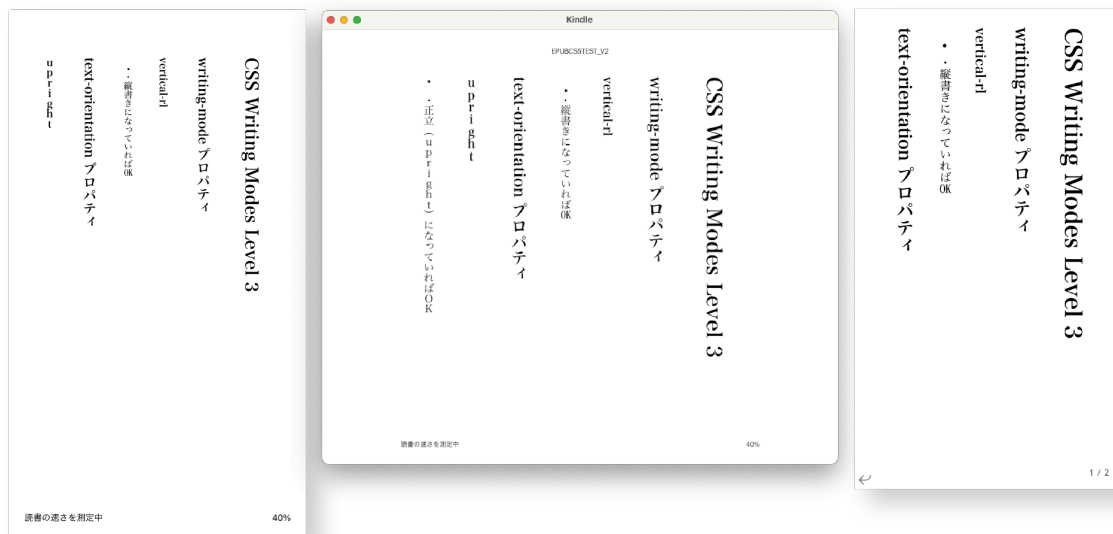 CSS Writing Modes Level 3
writing-mode プロパティ
vertical-rl
・縦書きになっていればOK
text-orientation プロパティ
upright
読書の速さを測定中
40%
Kindle
EPUBCSSTEST_V2
CSS Writing Modes Level 3
writing-mode プロパティ
vertical-rl
・縦書きになっていればOK
text-orientation プロパティ
upright
・正立（upright）になっていればOK
読書の速さを測定中
40%
CSS Writing Modes Level 3
writing-mode プロパティ
vertical-rl
・縦書きになっていればOK
text-orientation プロパティ
1 / 2